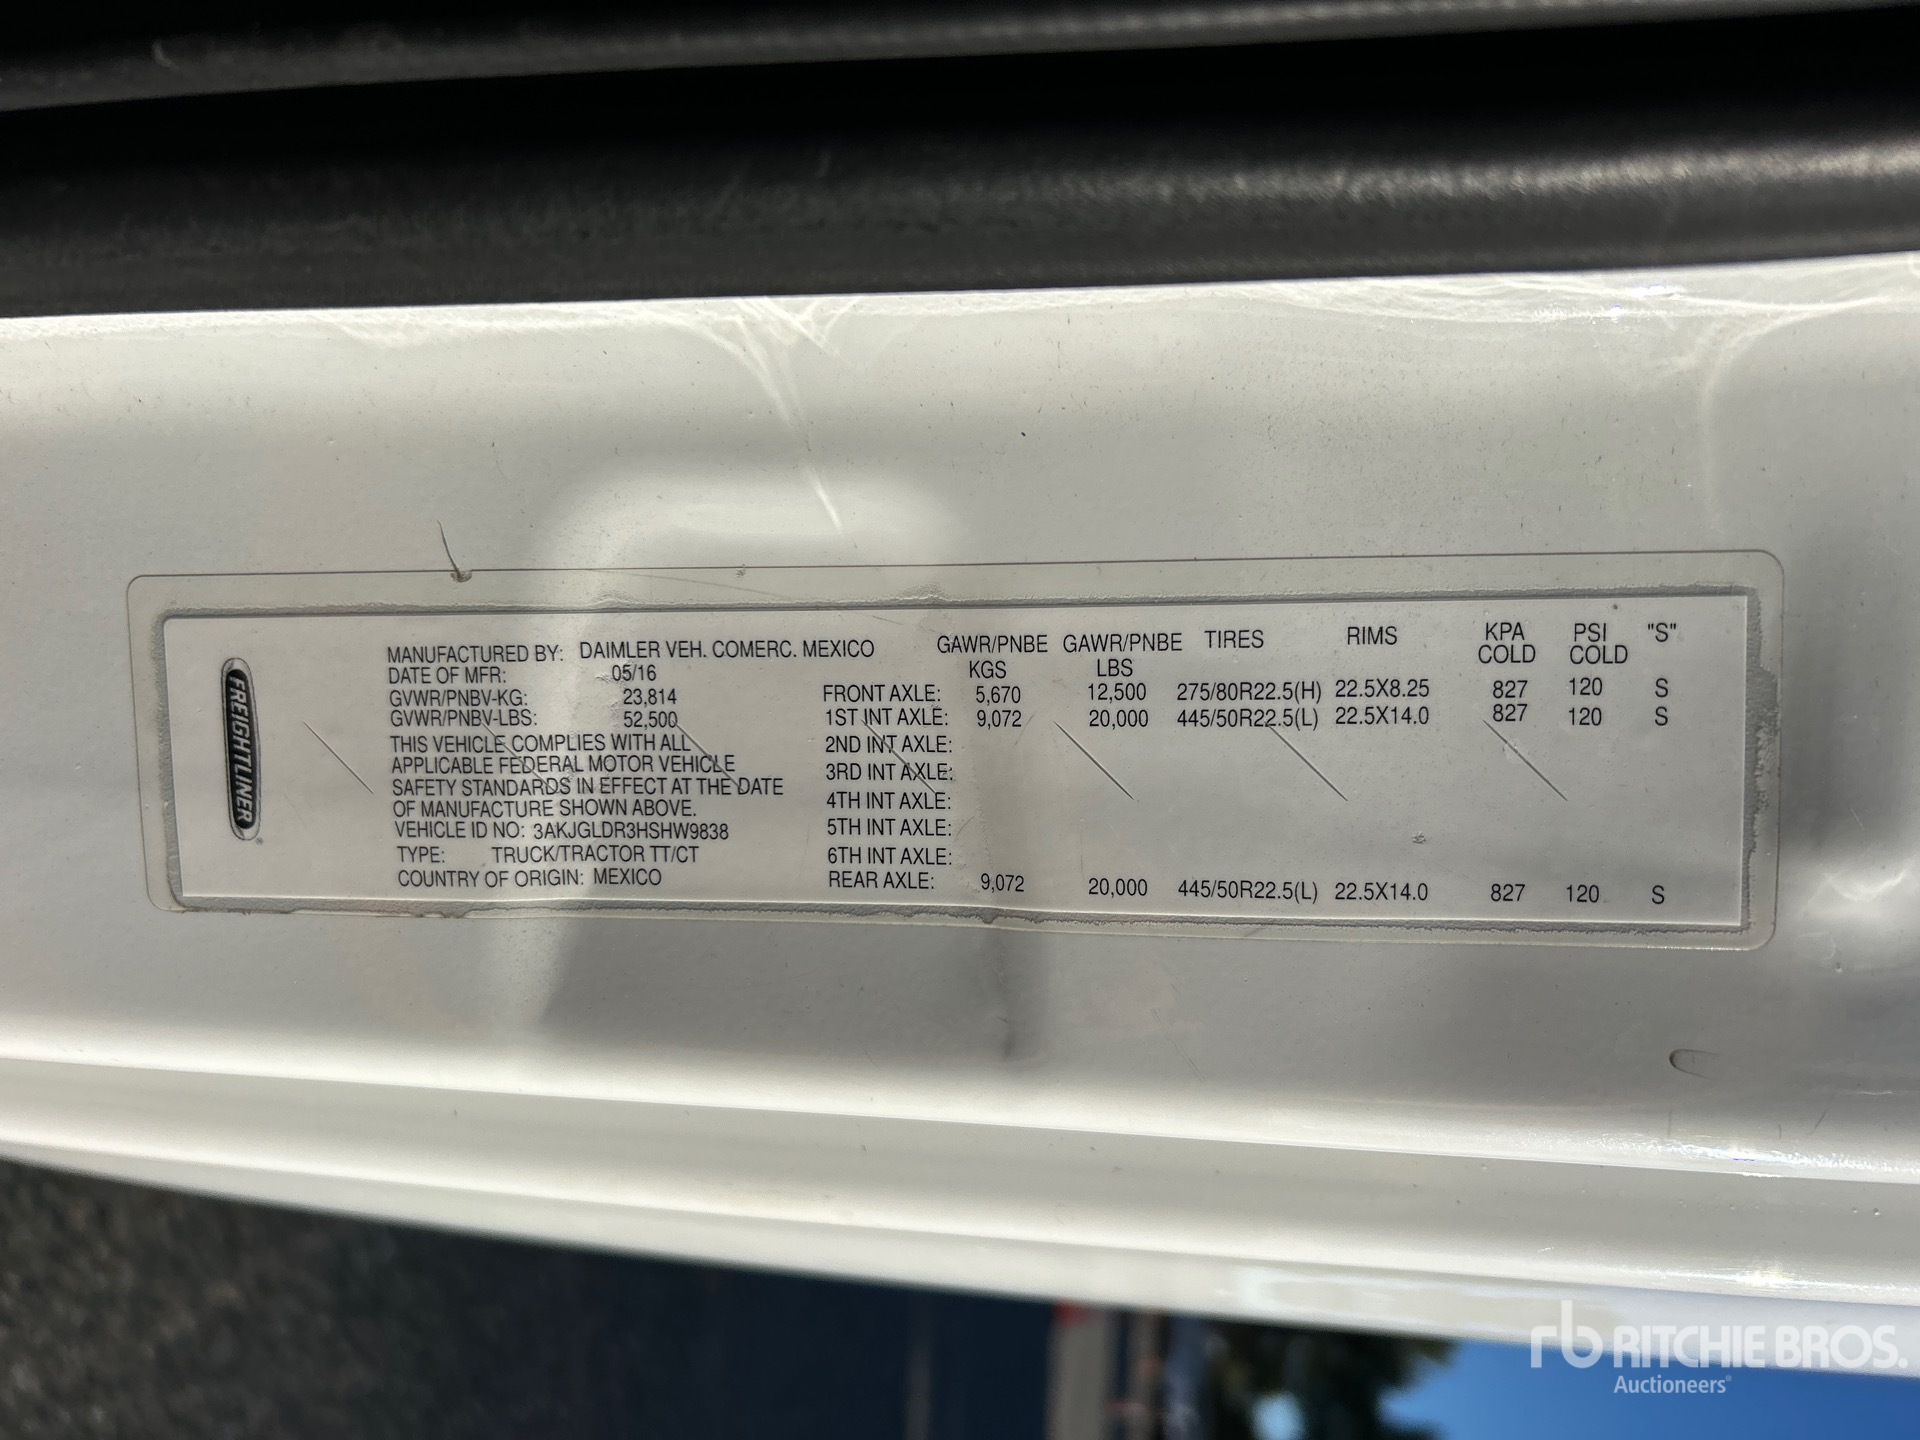 FREIGHTLINER
MANUFACTURED BY: DAIMLER VEH. COMERC. MEXICO
DATE OF MFR: 05/16
GVWR/PNBV-KG: 23,814
GVWR/PNBV-LBS: 52,500
THIS VEHICLE COMPLIES WITH ALL
APPLICABLE FEDERAL MOTOR VEHICLE
SAFETY STANDARDS IN EFFECT AT THE DATE
OF MANUFACTURE SHOWN ABOVE.
VEHICLE ID NO: 3AKJGLDR3HSHW9838
TYPE: TRUCK/TRACTOR TT/CT
COUNTRY OF ORIGIN: MEXICO
GAWR/PNBE GAWR/PNBE TIRES RIMS KPA PSI "S"
KGS LBS COLD COLD
FRONT AXLE: 5,670 12,500 275/80R22.5(H) 22.5X8.25 827 120 S
1ST INT AXLE: 9,072 20,000 445/50R22.5(L) 22.5X14.0 827 120 S
2ND INT AXLE:
3RD INT AXLE:
4TH INT AXLE:
5TH INT AXLE:
6TH INT AXLE:
REAR AXLE: 9,072 20,000 445/50R22.5(L) 22.5X14.0 827 120 S
rb RITCHIE BROS.
Auctioneers